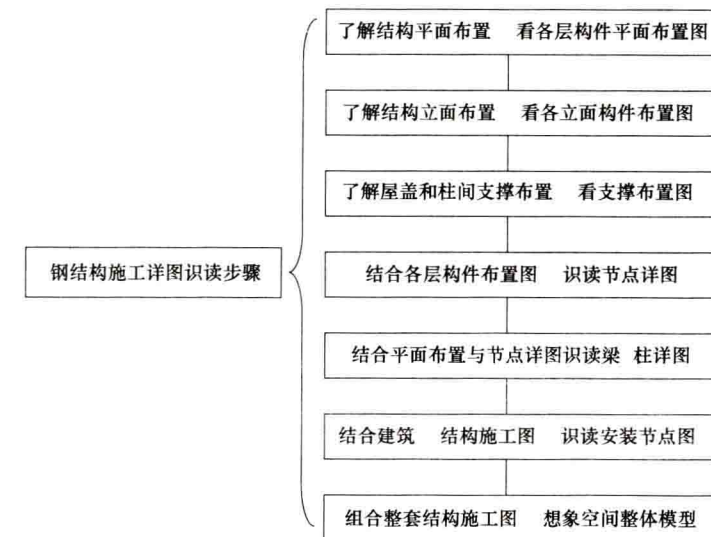 了解结构平面布置 看各层构件平面布置图
了解结构立面布置 看各立面构件布置图
了解屋盖和柱间支撑布置 看支撑布置图
钢结构施工详图识读步骤
结合各层构件布置图 识读节点详图
结合平面布置与节点详图识读梁 柱详图
结合建筑 结构施工图 识读安装节点图
组合整套结构施工图 想象空间整体模型